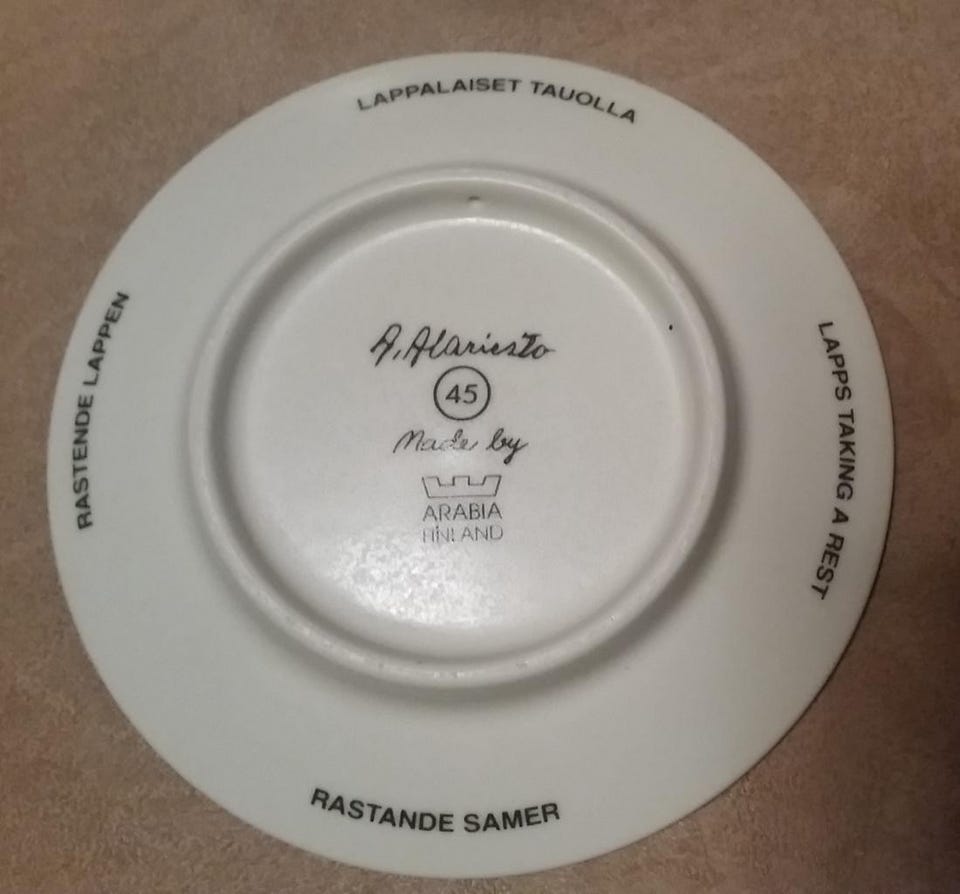 LAPPALAISET TAUOLLA
RASTENDE LAPPEN
LAPPS TAKING A REST
A. Alariesto
45
Made by
ARABIA
FINLAND
RASTANDE SAMER